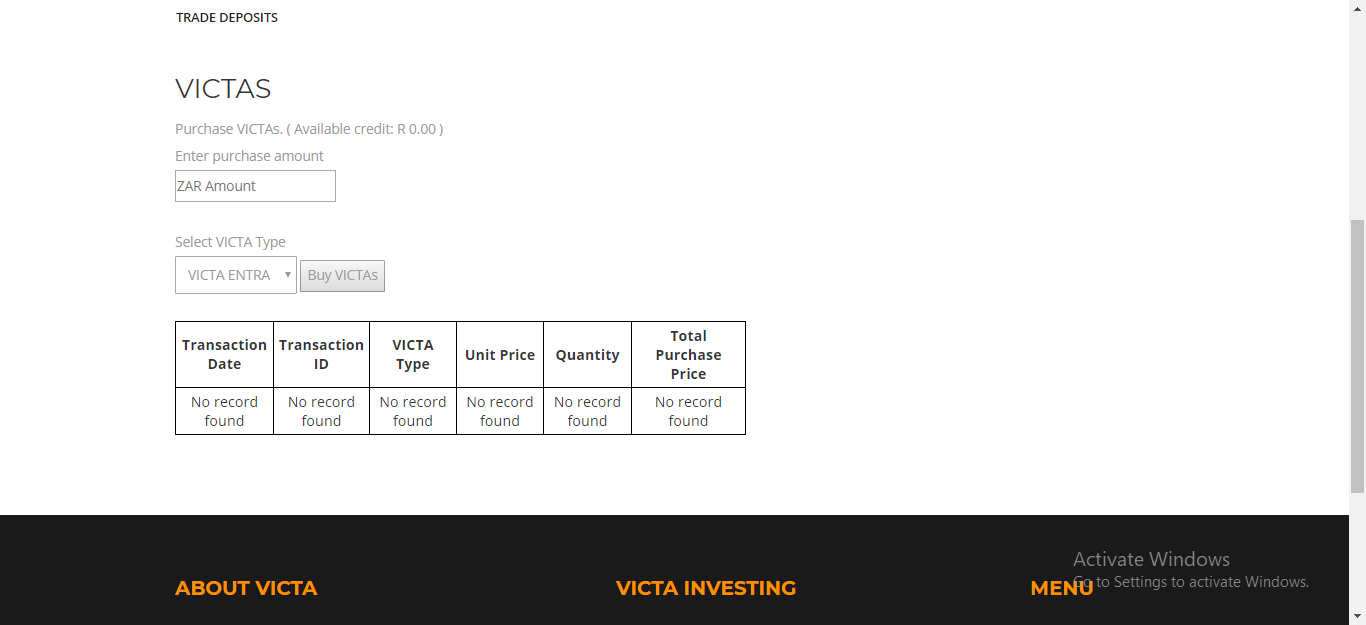 TRADE DEPOSITS
VICTAS
Purchase VICTAs. ( Available credit: R 0.00 )
Enter purchase amount
ZAR Amount
Select VICTA Type
VICTA ENTRA
Buy VICTAs
Transaction Date
Transaction ID
VICTA Type
Unit Price
Quantity
Total Purchase Price
No record found
No record found
No record found
No record found
No record found
No record found
Activate Windows
Go to Settings to activate Windows.
ABOUT VICTA
VICTA INVESTING
MENU